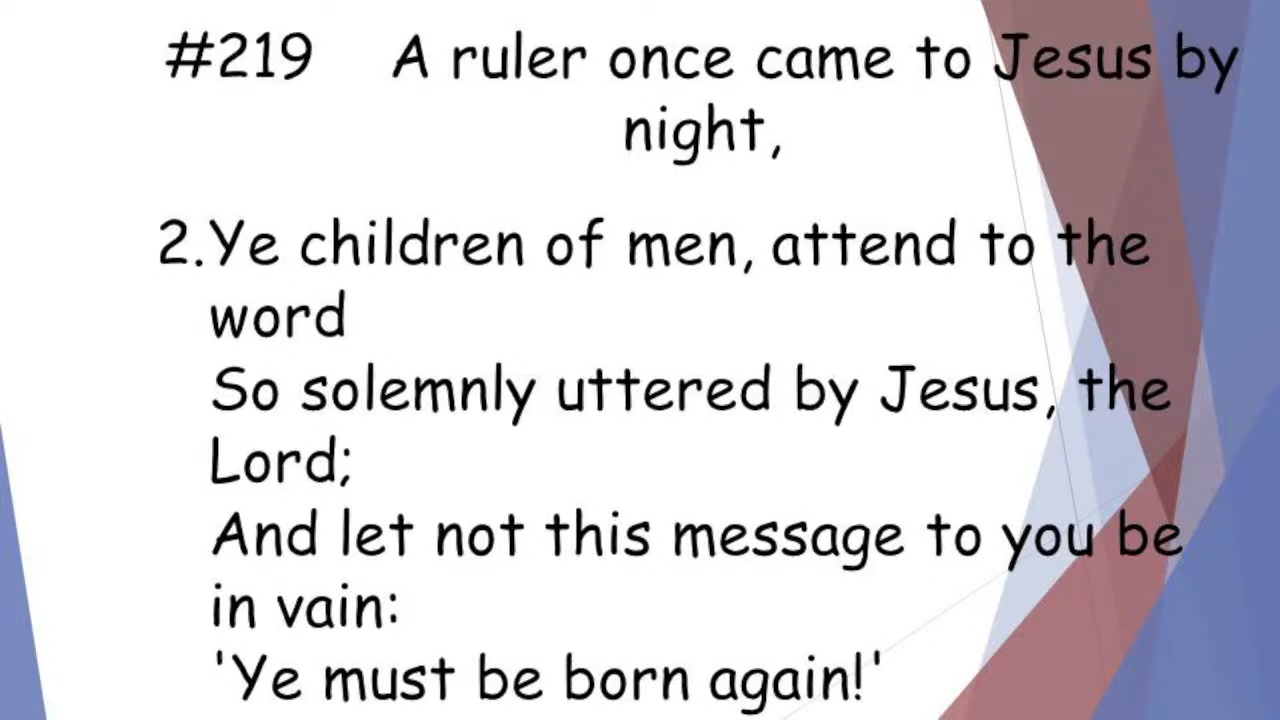 #219 A ruler once came to Jesus by
night,
2.Ye children of men, attend to the
word
So solemnly uttered by Jesus, the
Lord;
And let not this message to you be
in vain:
'Ye must be born again!'